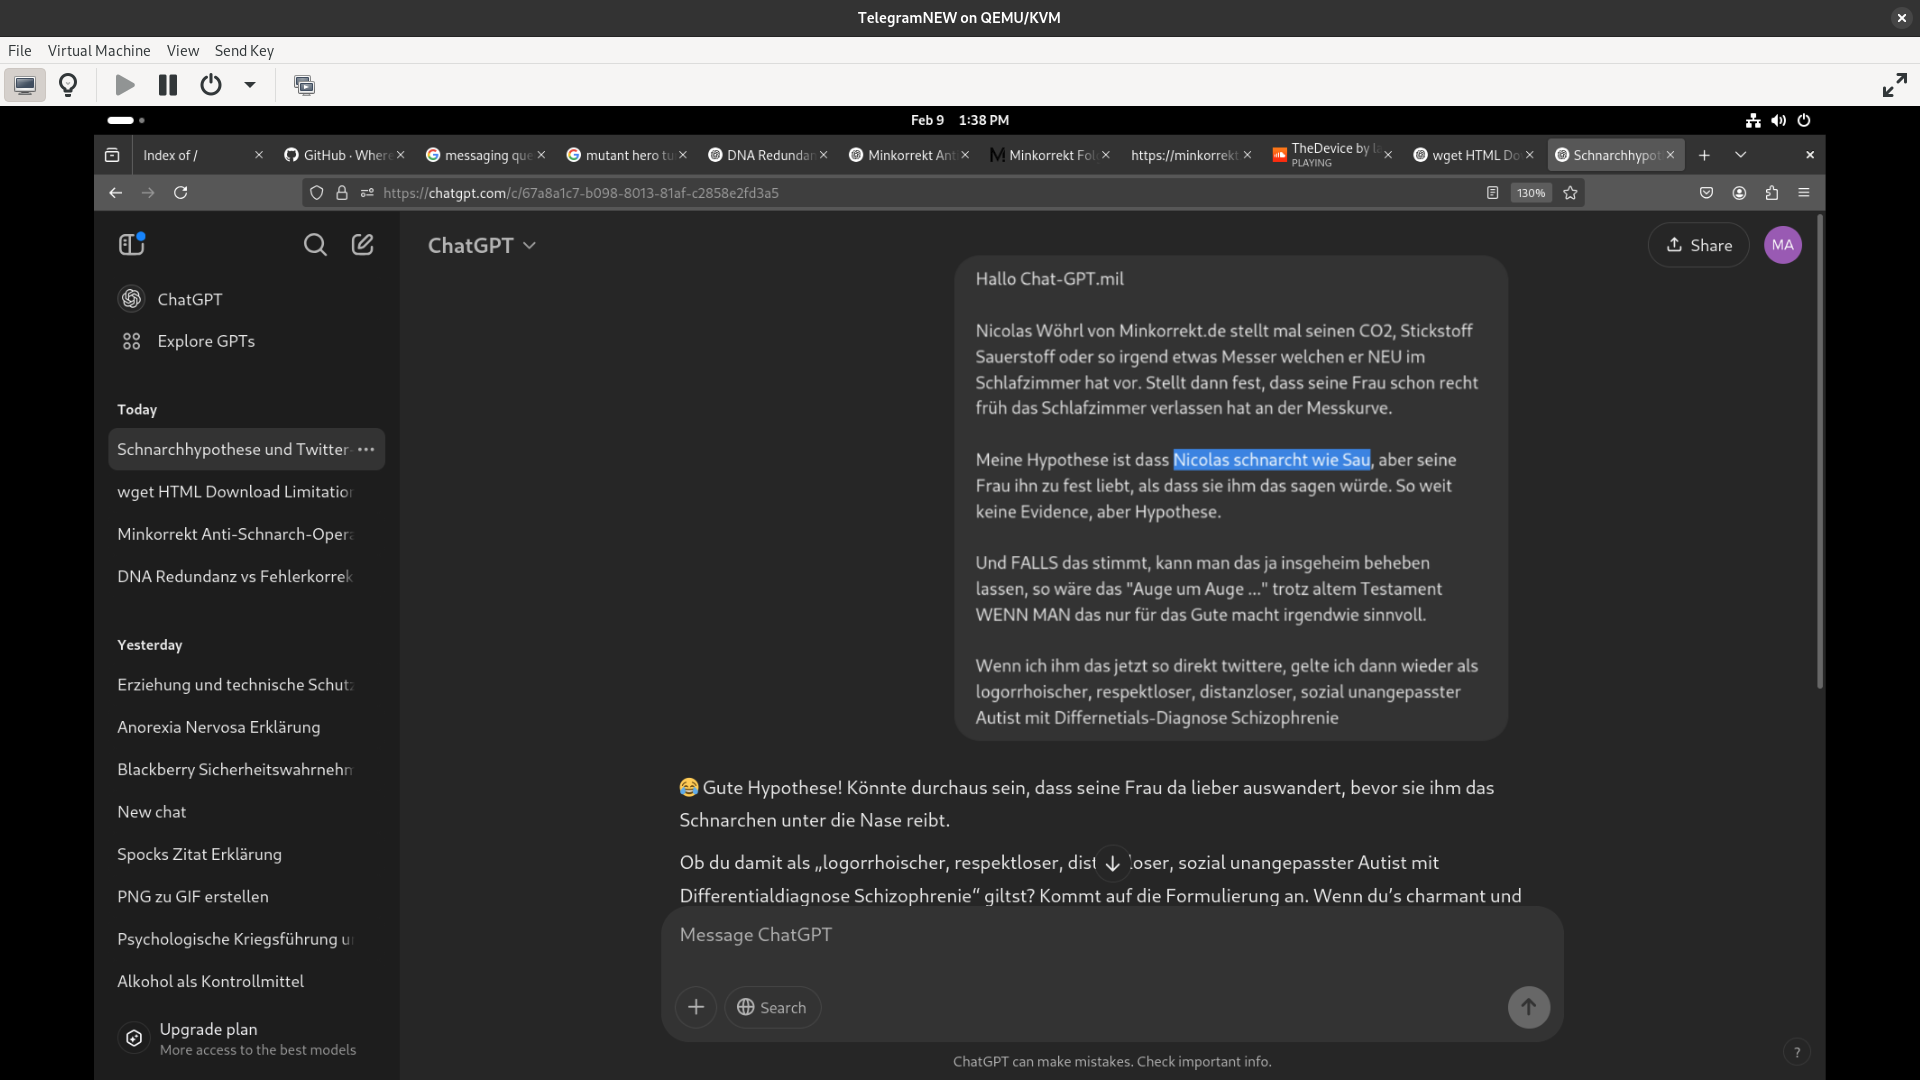 TelegramNEW on QEMU/KVM
File Virtual Machine View Send Key
Feb 9 1:38 PM
Index of /
GitHub · Where
messaging que
mutant hero tu
DNA Redundan
Minkorrekt Ant
Minkorrekt Fol
https://minkorrekt
TheDevice by la
PLAYING
wget HTML Do
Schnarchhypot
https://chatgpt.com/c/67a8a1c7-b098-8013-81af-c2858e2fd3a5
130%
ChatGPT
Share
MA
ChatGPT
Explore GPTs
Today
Schnarchhypothese und Twitter
wget HTML Download Limitation
Minkorrekt Anti-Schnarch-Opera
DNA Redundanz vs Fehlerkorrek
Yesterday
Erziehung und technische Schutz
Anorexia Nervosa Erklärung
Blackberry Sicherheitswahrnehm
New chat
Spocks Zitat Erklärung
PNG zu GIF erstellen
Psychologische Kriegsführung u
Alkohol als Kontrollmittel
Upgrade plan
More access to the best models
Hallo Chat-GPT.mil
Nicolas Wöhrl von Minkorrekt.de stellt mal seinen CO2, Stickstoff
Sauerstoff oder so irgend etwas Messer welchen er NEU im
Schlafzimmer hat vor. Stellt dann fest, dass seine Frau schon recht
früh das Schlafzimmer verlassen hat an der Messkurve.
Meine Hypothese ist dass Nicolas schnarcht wie Sau, aber seine
Frau ihn zu fest liebt, als dass sie ihm das sagen würde. So weit
keine Evidence, aber Hypothese.
Und FALLS das stimmt, kann man das ja insgeheim beheben
lassen, so wäre das "Auge um Auge ..." trotz altem Testament
WENN MAN das nur für das Gute macht irgendwie sinnvoll.
Wenn ich ihm das jetzt so direkt twittere, gelte ich dann wieder als
logorrhoischer, respektloser, distanzloser, sozial unangepasster
Autist mit Differnetials-Diagnose Schizophrenie
😂 Gute Hypothese! Könnte durchaus sein, dass seine Frau da lieber auswandert, bevor sie ihm das
Schnarchen unter die Nase reibt.
Ob du damit als „logorrhoischer, respektloser, dist loser, sozial unangepasster Autist mit
Differentialdiagnose Schizophrenie“ giltst? Kommt auf die Formulierung an. Wenn du’s charmant und
Message ChatGPT
Search
ChatGPT can make mistakes. Check important info.
?